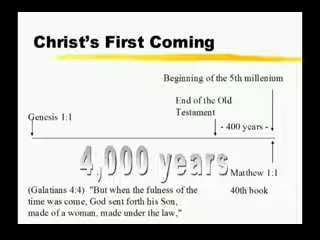 Christ's First Coming
Beginning of the 5th millenium
End of the Old
Testament
Genesis 1:1
- 400 years -
4,000 years
Matthew 1:1
(Galatians 4:4) "But when the fulness of the
time was come, God sent forth his Son,
made of a woman, made under the law,"
40th book